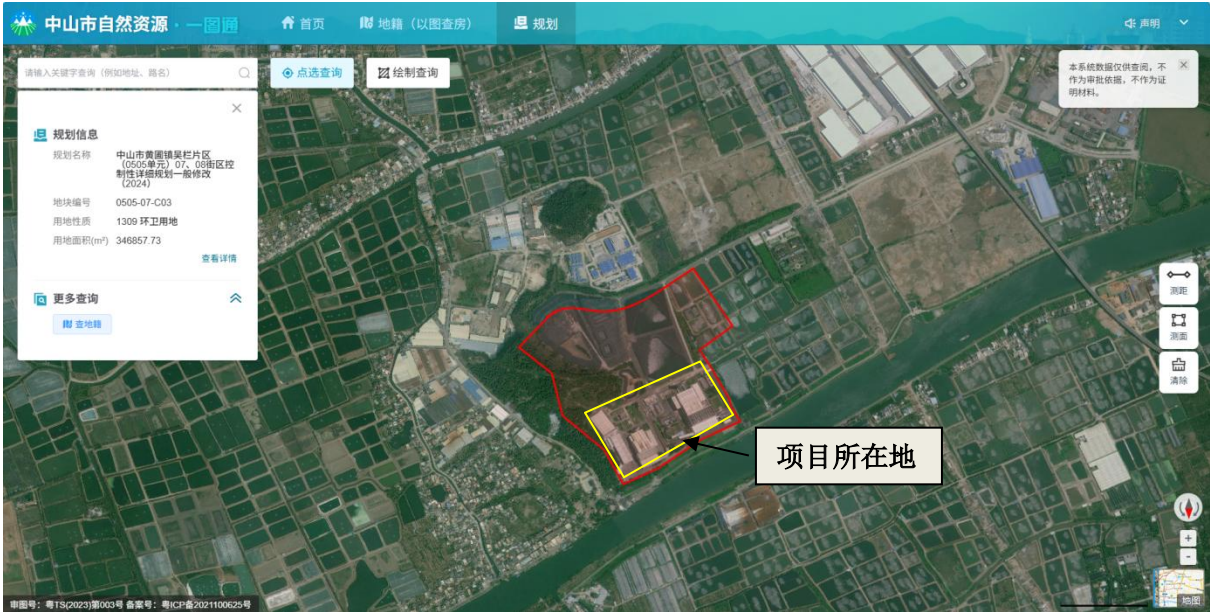 中山市自然资源·一图通
首页
地籍（以图查房）
规划
声明
请输入关键字查询（例如地址、路名）
点选查询
绘制查询
本系统数据仅供查阅，不
作为审批依据，不作为证
明材料。
规划信息
规划名称
中山市黄圃镇吴栏片区
（0505单元）07、08街区控
制性详细规划一般修改
（2024）
地块编号
0505-07-C03
用地性质
1309 环卫用地
用地面积(m²)
346857.73
查看详情
更多查询
查地籍
测距
测面
清除
项目所在地
+
-
地图
审图号：粤TS(2023)第003号 备案号：粤ICP备2021100625号